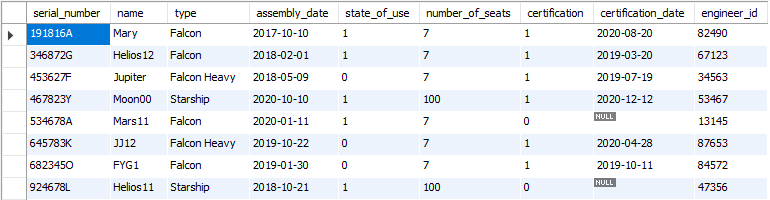 serial_number name type assembly_date state_of_use number_of_seats certification certification_date engineer_id
191816A Mary Falcon 2017-10-10 1 7 1 2020-08-20 82490
346872G Helios12 Falcon 2018-02-01 1 7 1 2019-03-20 67123
453627F Jupiter Falcon Heavy 2018-05-09 0 7 1 2019-07-19 34563
467823Y Moon00 Starship 2020-10-10 1 100 1 2020-12-12 53467
534678A Mars11 Falcon 2020-01-11 1 7 0 NULL 13145
645783K JJ12 Falcon Heavy 2019-10-22 0 7 1 2020-04-28 87653
682345O FYG1 Falcon 2019-01-30 0 7 1 2019-10-11 84572
924678L Helios11 Starship 2018-10-21 1 100 0 NULL 47356